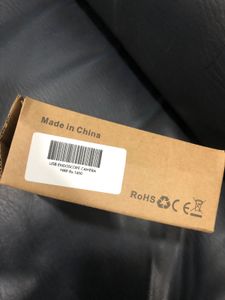 Made in China
USB ENDOSCOPE CAMERA
RoHS CE